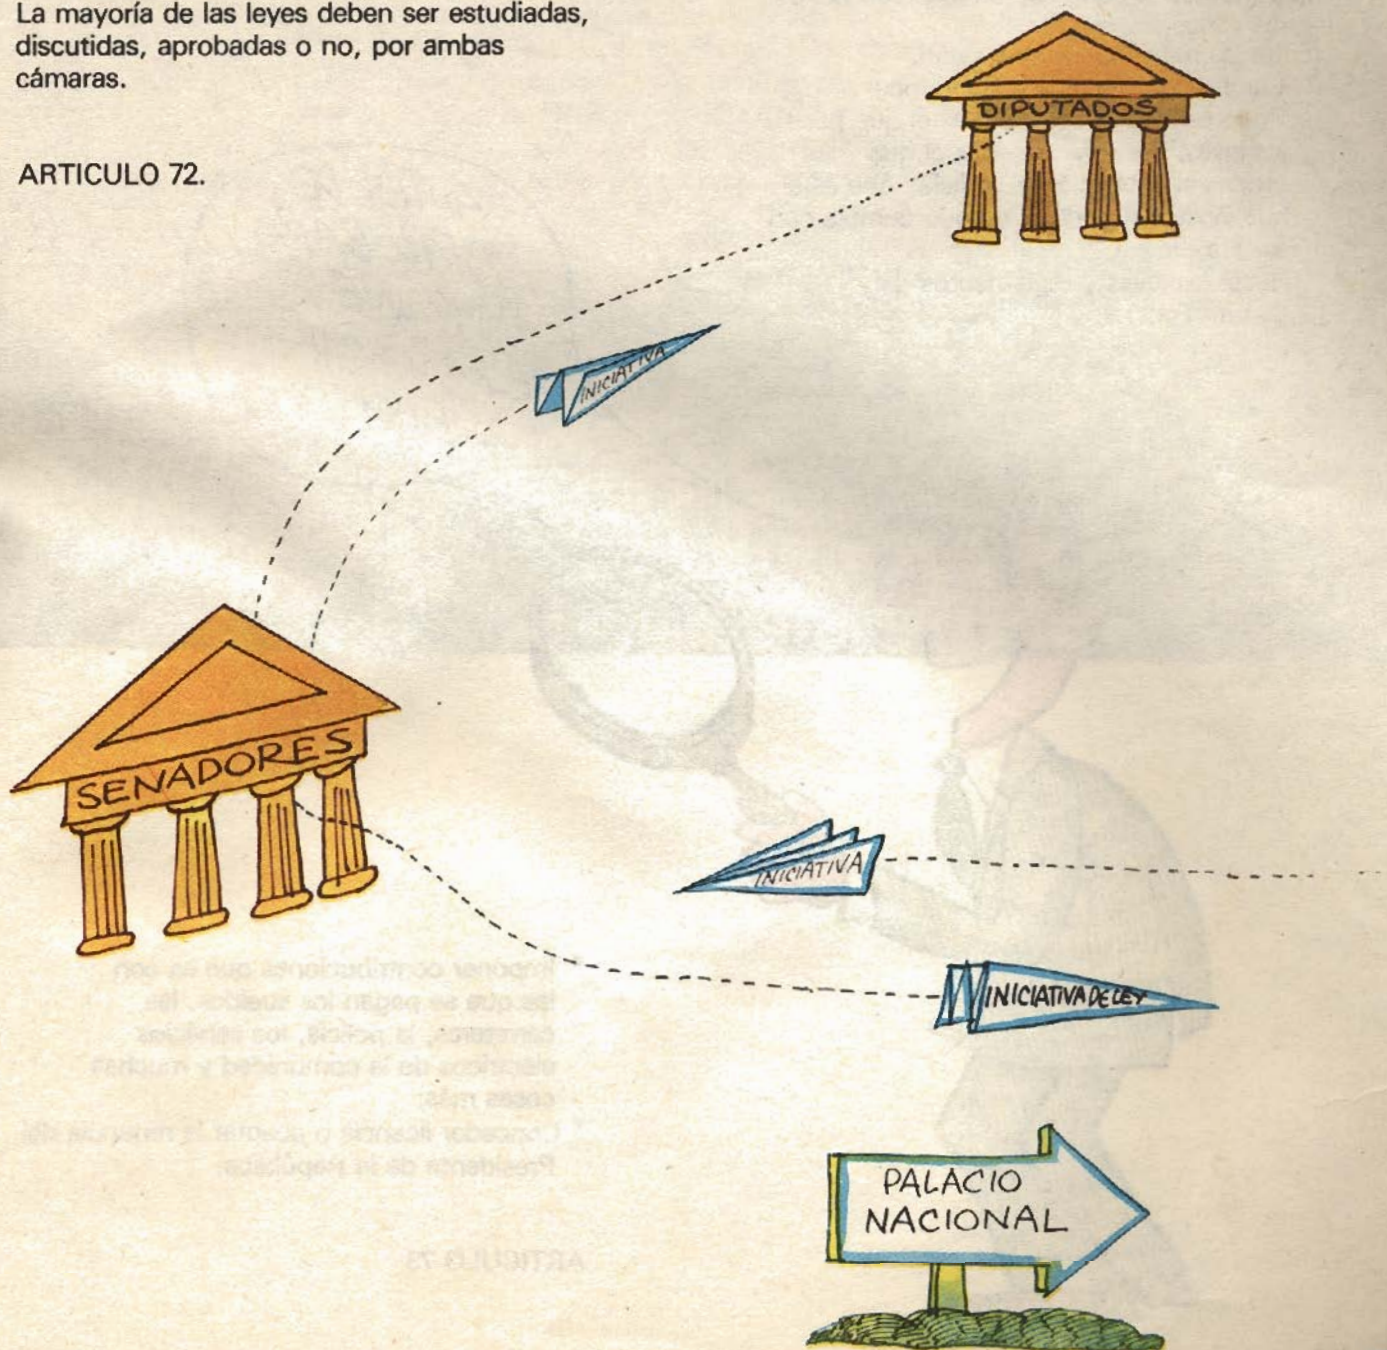 La mayoría de las leyes deben ser estudiadas,
discutidas, aprobadas o no, por ambas
cámaras.
ARTICULO 72.
DIPUTADOS
INICIATIVA
SENADORES
INICIATIVA
INICIATIVA DE LEY
PALACIO
NACIONAL